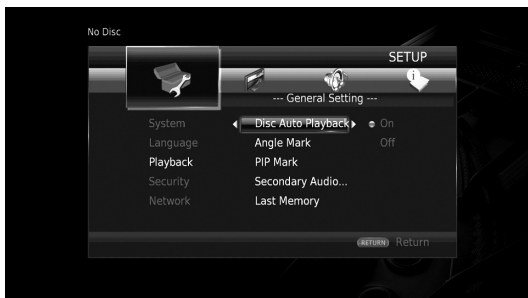 No Disc
SETUP
--- General Setting ---
System
Disc Auto Playback
On
Language
Angle Mark
Off
Playback
PIP Mark
Security
Secondary Audio...
Network
Last Memory
RETURN Return